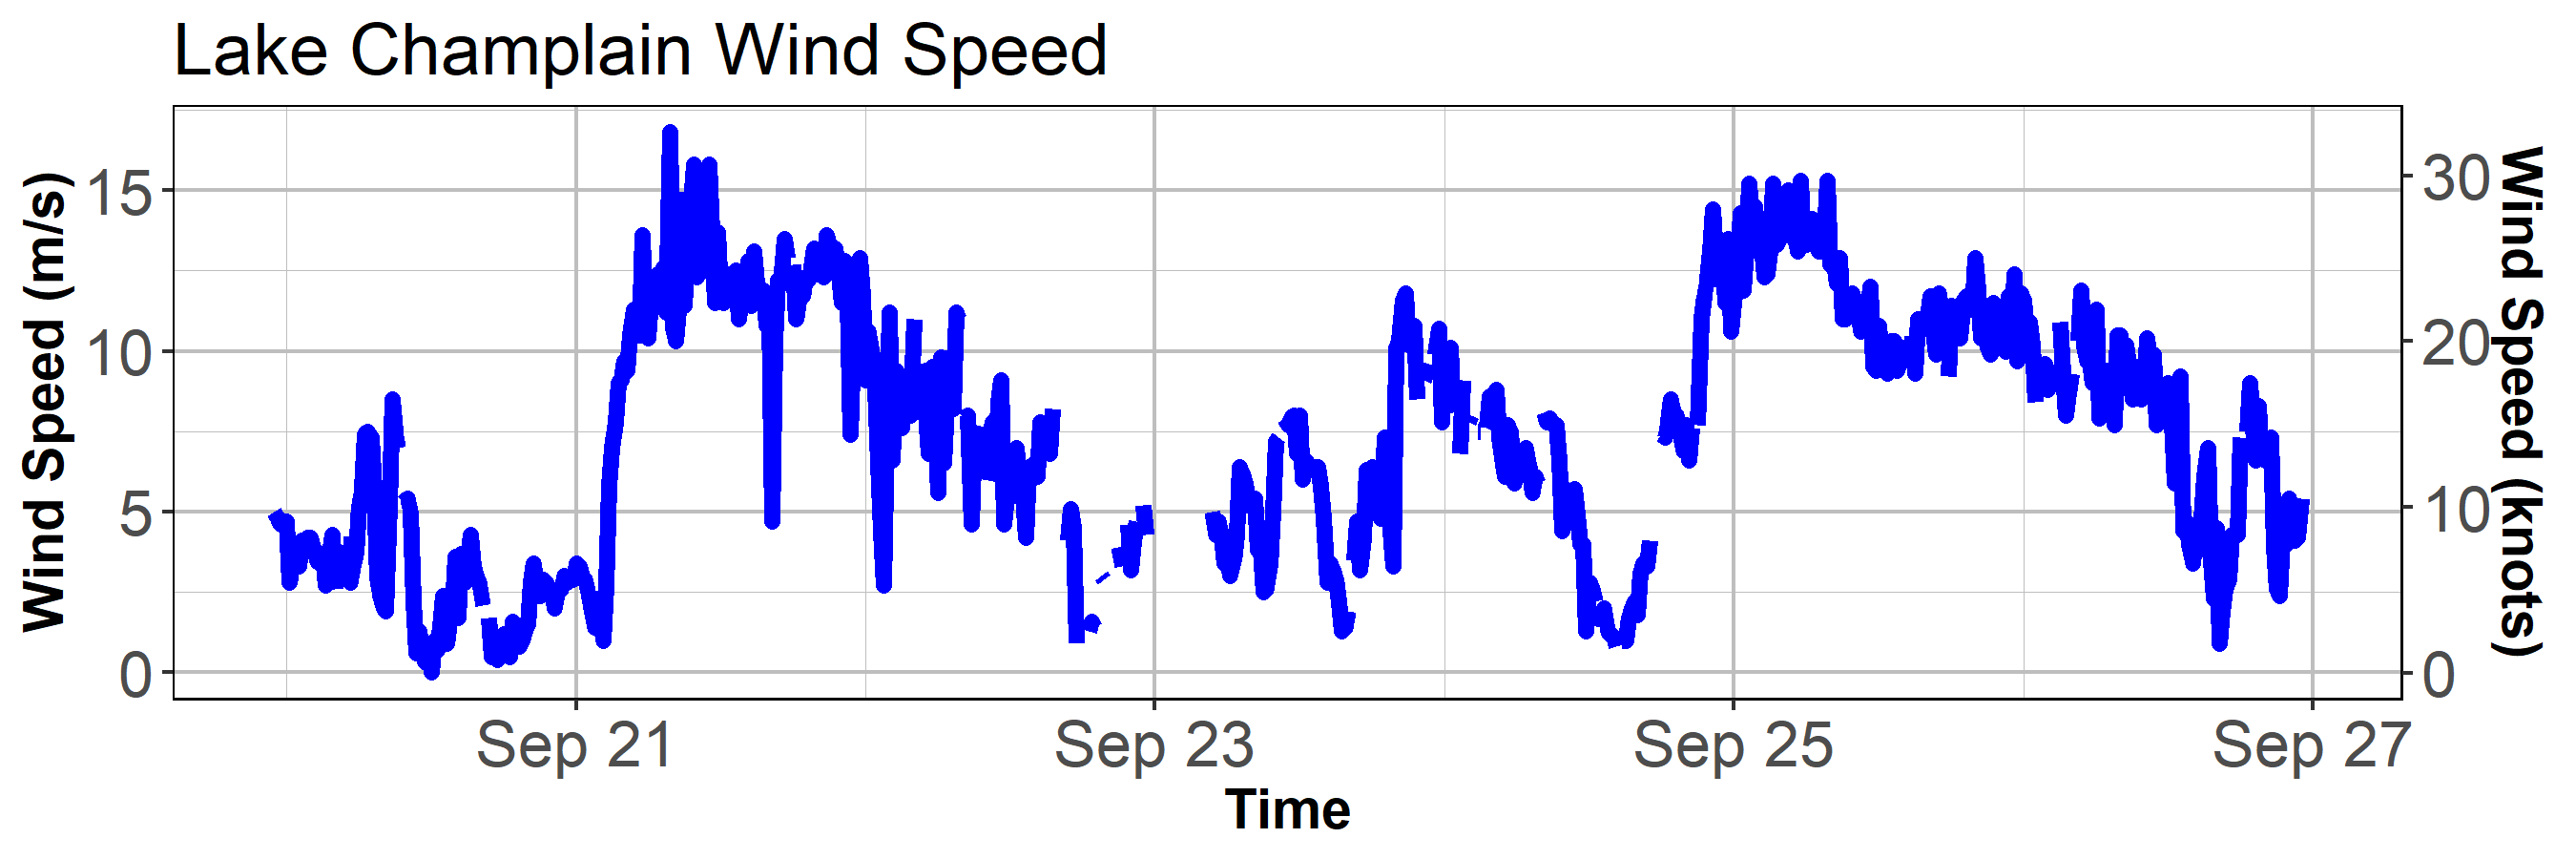 Lake Champlain Wind Speed
Wind Speed (m/s)
15
10
5
0
30
20
10
0
Wind Speed (knots)
Sep 21
Sep 23
Sep 25
Sep 27
Time